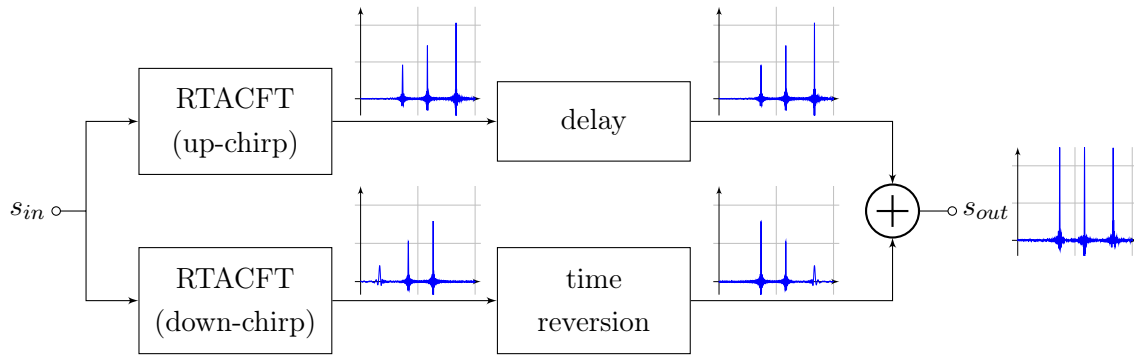 RTACFT
(up-chirp)
delay
s_in
s_out
RTACFT
(down-chirp)
time
reversion